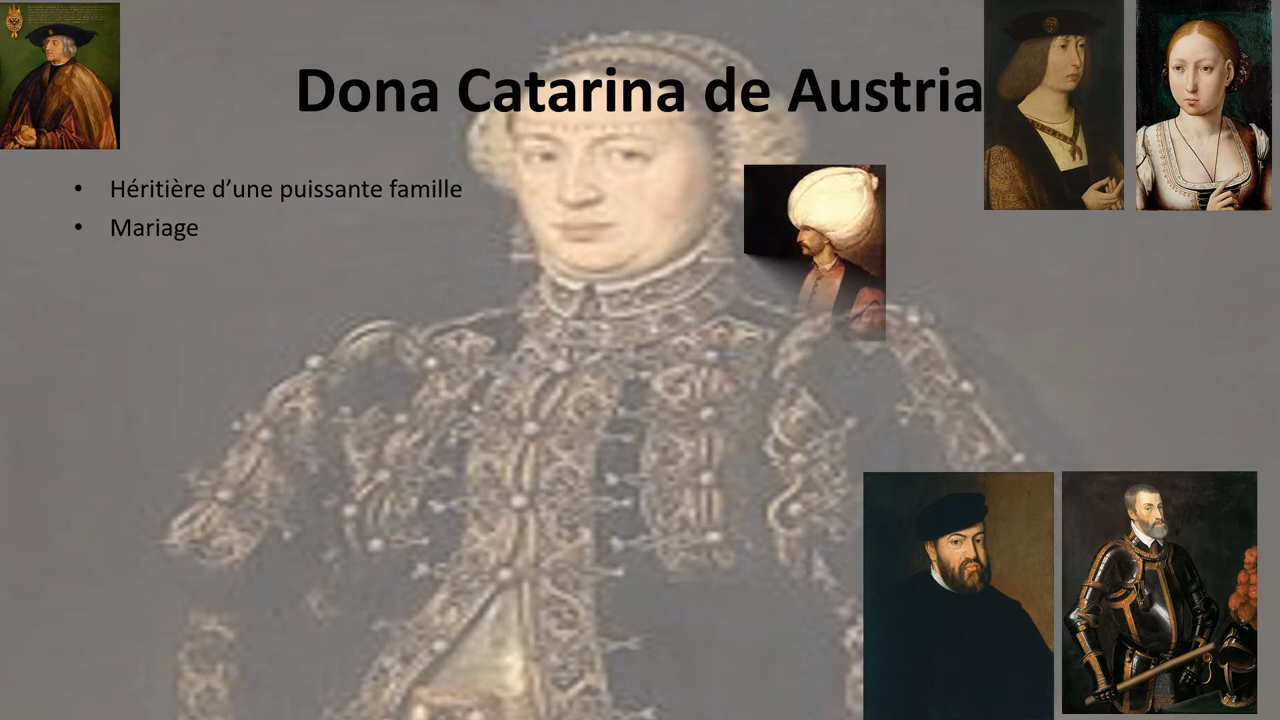 Dona Catarina de Austria
• Héritière d’une puissante famille
• Mariage